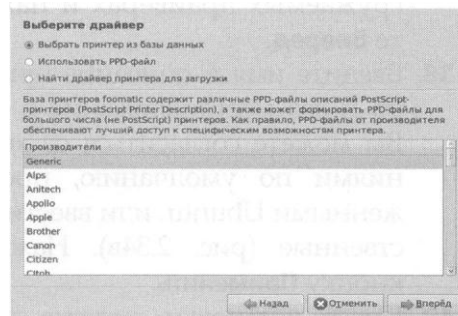 Выберите драйвер
Выбрать принтер из базы данных
Использовать PPD-файл
Найти драйвер принтера для загрузки
База принтеров foomatic содержит различные PPD-файлы описаний PostScript-
принтеров (PostScript Printer Description), а также может формировать PPD-файлы для
большого числа (не PostScript) принтеров. Как правило, PPD-файлы от производителя
обеспечивают лучший доступ к специфическим возможностям принтера.
Производители
Generic
Alps
Anitech
Apollo
Apple
Brother
Canon
Citizen
Citoh
Назад Отменить Вперёд